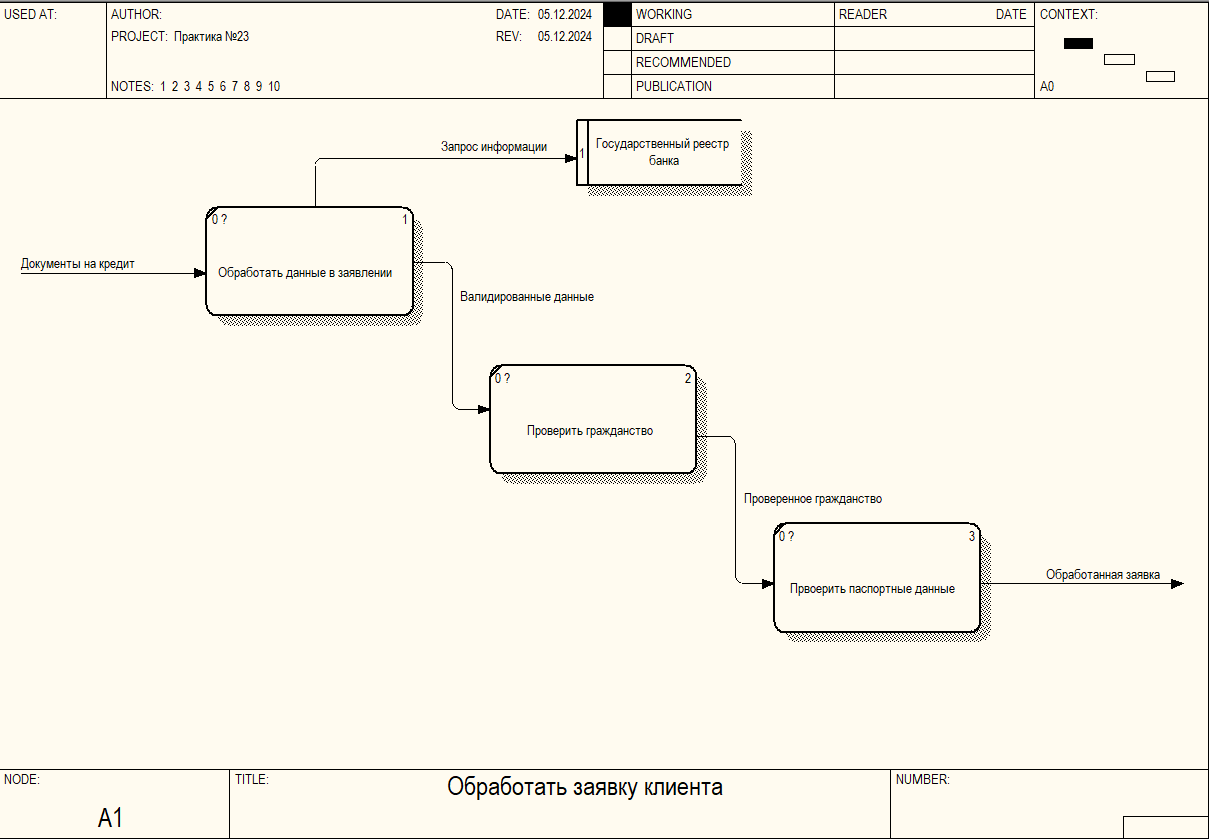 USED AT:
AUTHOR:
DATE: 05.12.2024
PROJECT: Практика №23
REV: 05.12.2024
NOTES: 1 2 3 4 5 6 7 8 9 10
WORKING
DRAFT
RECOMMENDED
PUBLICATION
READER DATE
CONTEXT:
A0
Запрос информации
1
Государственный реестр
банка
0 ? 1
Обработать данные в заявлении
Документы на кредит
Валидированные данные
0 ? 2
Проверить гражданство
Проверенное гражданство
0 ? 3
Првоерить паспортные данные
Обработанная заявка
NODE:
A1
TITLE:
Обработать заявку клиента
NUMBER: